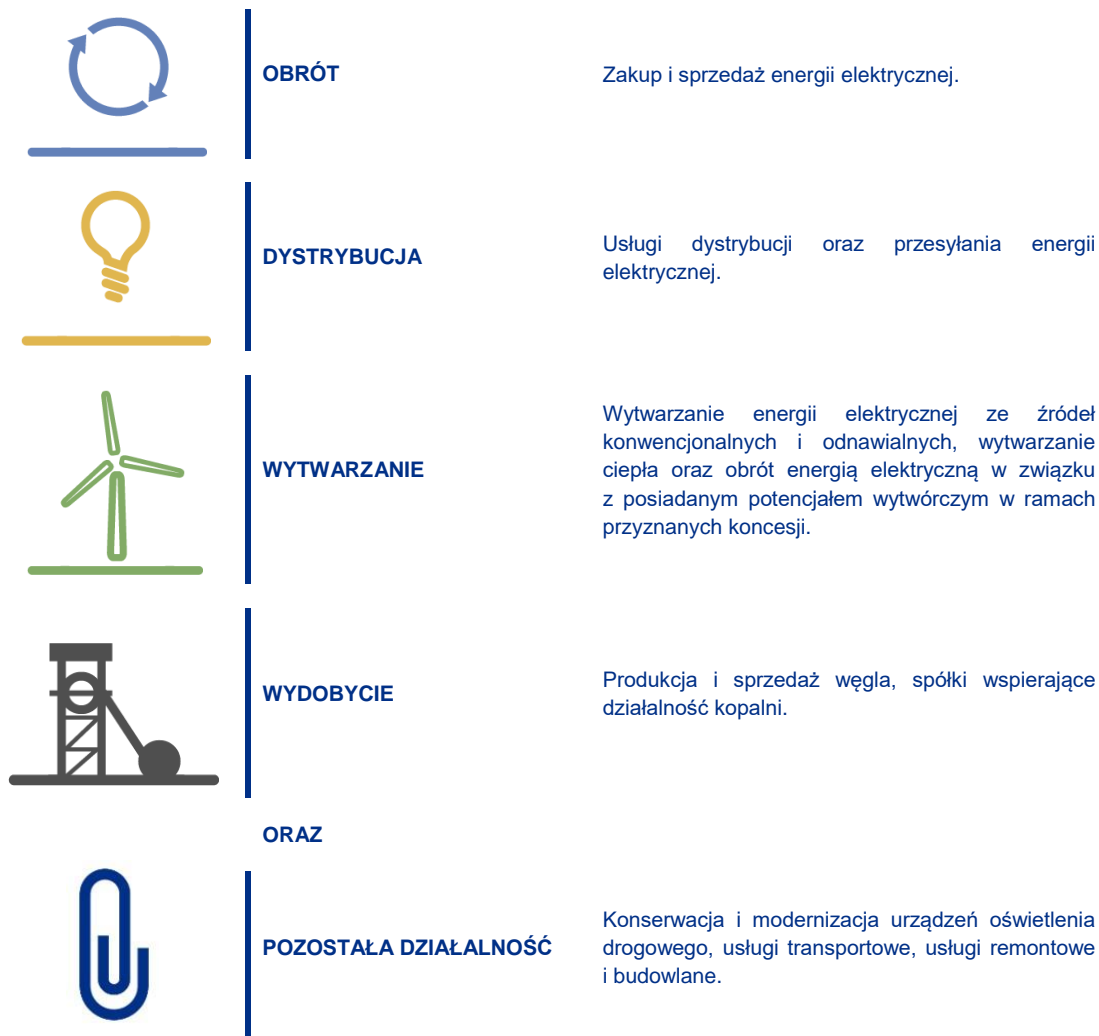 OBRÓT
Zakup i sprzedaż energii elektrycznej.
DYSTRYBUCJA
Usługi dystrybucji oraz przesyłania energii
elektrycznej.
WYTWARZANIE
Wytwarzanie energii elektrycznej ze źródeł
konwencjonalnych i odnawialnych, wytwarzanie
ciepła oraz obrót energią elektryczną w związku
z posiadanym potencjałem wytwórczym w ramach
przyznanych koncesji.
WYDOBYCIE
Produkcja i sprzedaż węgla, spółki wspierające
działalność kopalni.
ORAZ
POZOSTAŁA DZIAŁALNOŚĆ
Konserwacja i modernizacja urządzeń oświetlenia
drogowego, usługi transportowe, usługi remontowe
i budowlane.